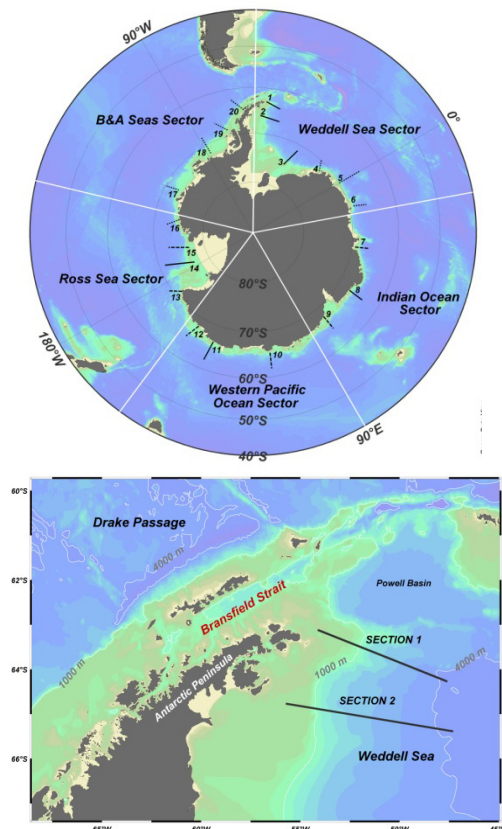 90°W
1
2
20
B&A Seas Sector
19
Weddell Sea Sector
0°
18
3
4
5
17
6
16
7
15
14
Ross Sea Sector
80°S
8
Indian Ocean
Sector
13
9
70°S
180°W
12
11
10
60°S
Western Pacific
Ocean Sector
50°S
90°E
40°S
60°S
Drake Passage
4000 m
62°S
Powell Basin
Bransfield Strait
SECTION 1
64°S
1000 m
Antarctic Peninsula
1000 m
4000 m
SECTION 2
66°S
Weddell Sea